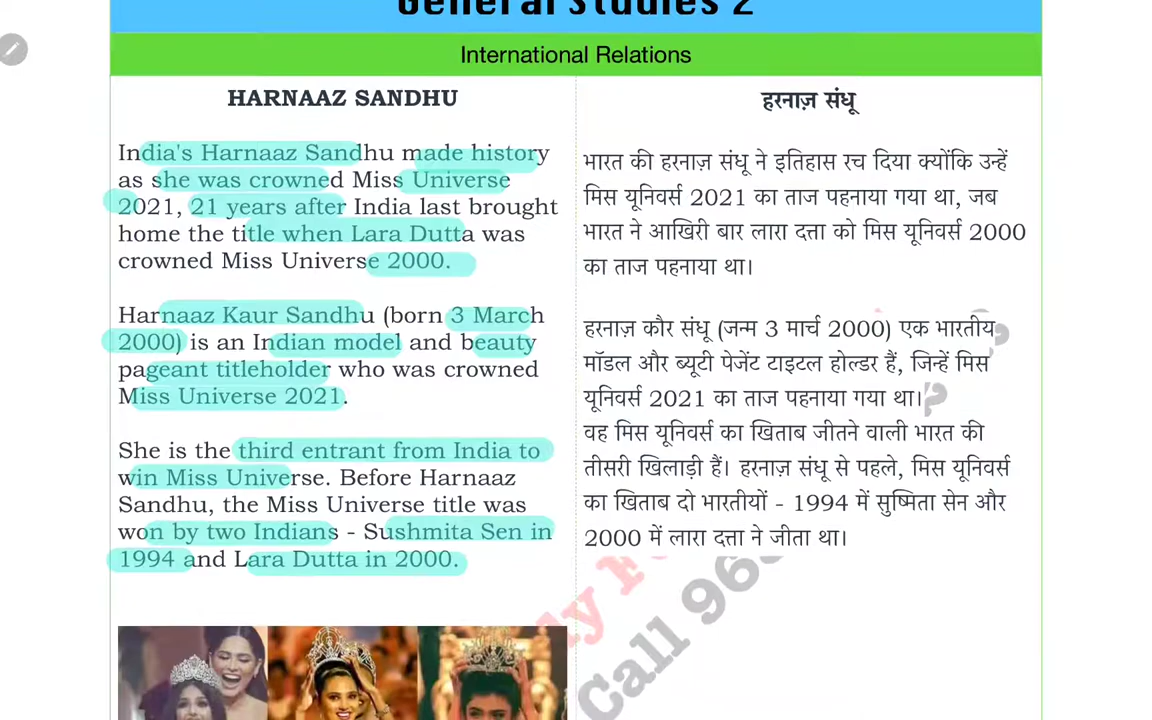 General Studies 2
International Relations
HARNAAZ SANDHU
India's Harnaaz Sandhu made history
as she was crowned Miss Universe
2021, 21 years after India last brought
home the title when Lara Dutta was
crowned Miss Universe 2000.
Harnaaz Kaur Sandhu (born 3 March
2000) is an Indian model and beauty
pageant titleholder who was crowned
Miss Universe 2021.
She is the third entrant from India to
win Miss Universe. Before Harnaaz
Sandhu, the Miss Universe title was
won by two Indians - Sushmita Sen in
1994 and Lara Dutta in 2000.
हरनाज़ संधू
भारत की हरनाज़ संधू ने इतिहास रच दिया क्योंकि उन्हें
मिस यूनिवर्स 2021 का ताज पहनाया गया था, जब
भारत ने आखिरी बार लारा दत्ता को मिस यूनिवर्स 2000
का ताज पहनाया था।
हरनाज़ कौर संधू (जन्म 3 मार्च 2000) एक भारतीय
मॉडल और ब्यूटी पेजेंट टाइटल होल्डर हैं, जिन्हें मिस
यूनिवर्स 2021 का ताज पहनाया गया था।
वह मिस यूनिवर्स का खिताब जीतने वाली भारत की
तीसरी खिलाड़ी हैं। हरनाज़ संधू से पहले, मिस यूनिवर्स
का खिताब दो भारतीयों - 1994 में सुष्मिता सेन और
2000 में लारा दत्ता ने जीता था।
Call